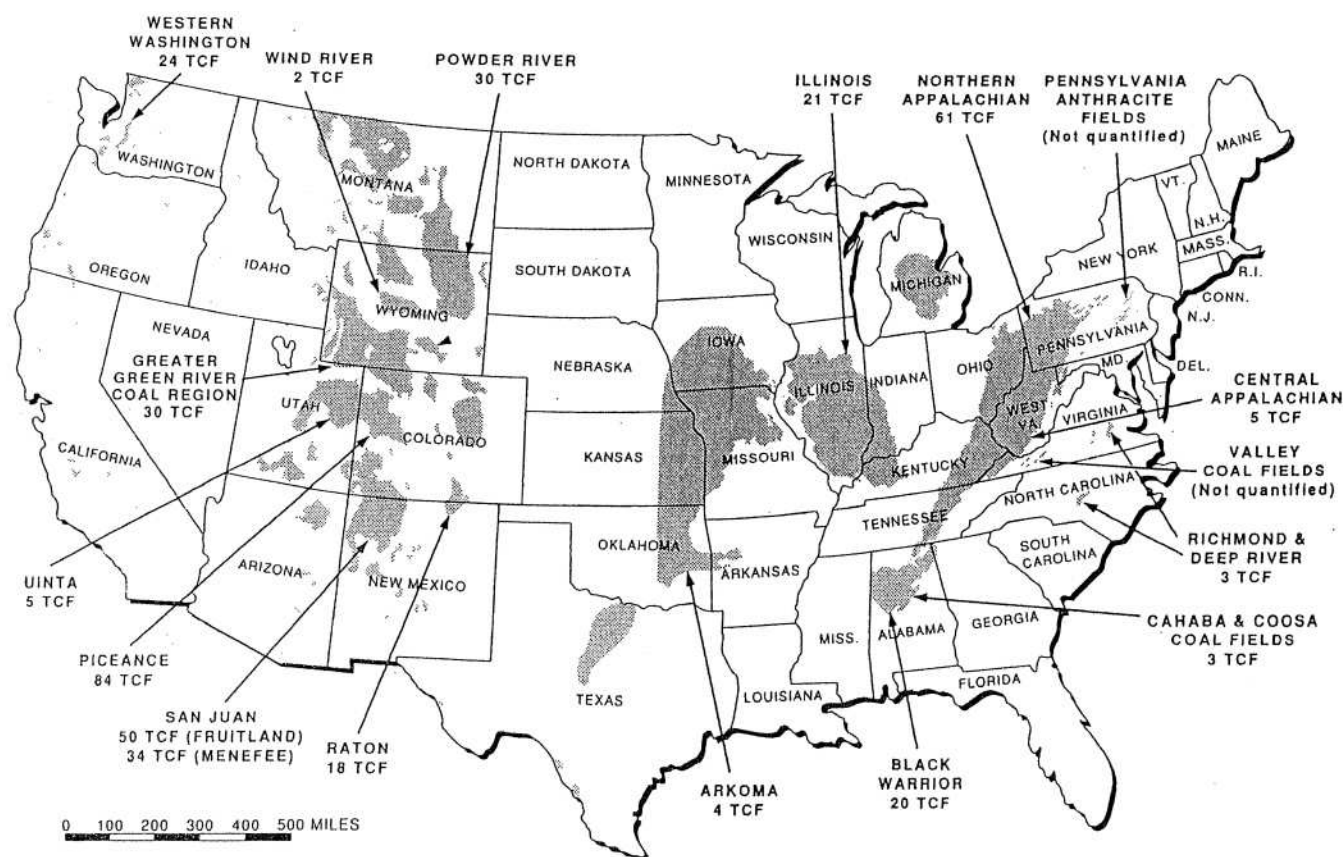 WESTERN
WASHINGTON
24 TCF
WIND RIVER
2 TCF
POWDER RIVER
30 TCF
ILLINOIS
21 TCF
NORTHERN
APPALACHIAN
61 TCF
PENNSYLVANIA
ANTHRACITE
FIELDS
(Not quantified)
WASHINGTON
MONTANA
NORTH DAKOTA
MINNESOTA
MAINE
VT.
N.H.
OREGON
IDAHO
WYOMING
SOUTH DAKOTA
WISCONSIN
MICHIGAN
NEW YORK
MASS.
R.I.
CONN.
N.J.
NEVADA
GREATER
GREEN RIVER
COAL REGION
30 TCF
NEBRASKA
IOWA
ILLINOIS
INDIANA
OHIO
PENNSYLVANIA
MD.
DEL.
UTAH
COLORADO
CALIFORNIA
KANSAS
MISSOURI
KENTUCKY
WEST
VA.
VIRGINIA
CENTRAL
APPALACHIAN
5 TCF
VALLEY
COAL FIELDS
(Not quantified)
NORTH CAROLINA
TENNESSEE
OKLAHOMA
ARKANSAS
SOUTH
CAROLINA
RICHMOND &
DEEP RIVER
3 TCF
UINTA
5 TCF
ARIZONA
NEW MEXICO
MISS.
ALABAMA
GEORGIA
CAHABA & COOSA
COAL FIELDS
3 TCF
PICEANCE
84 TCF
TEXAS
LOUISIANA
FLORIDA
SAN JUAN
50 TCF (FRUITLAND)
34 TCF (MENEFEE)
RATON
18 TCF
ARKOMA
4 TCF
BLACK
WARRIOR
20 TCF
0 100 200 300 400 500 MILES